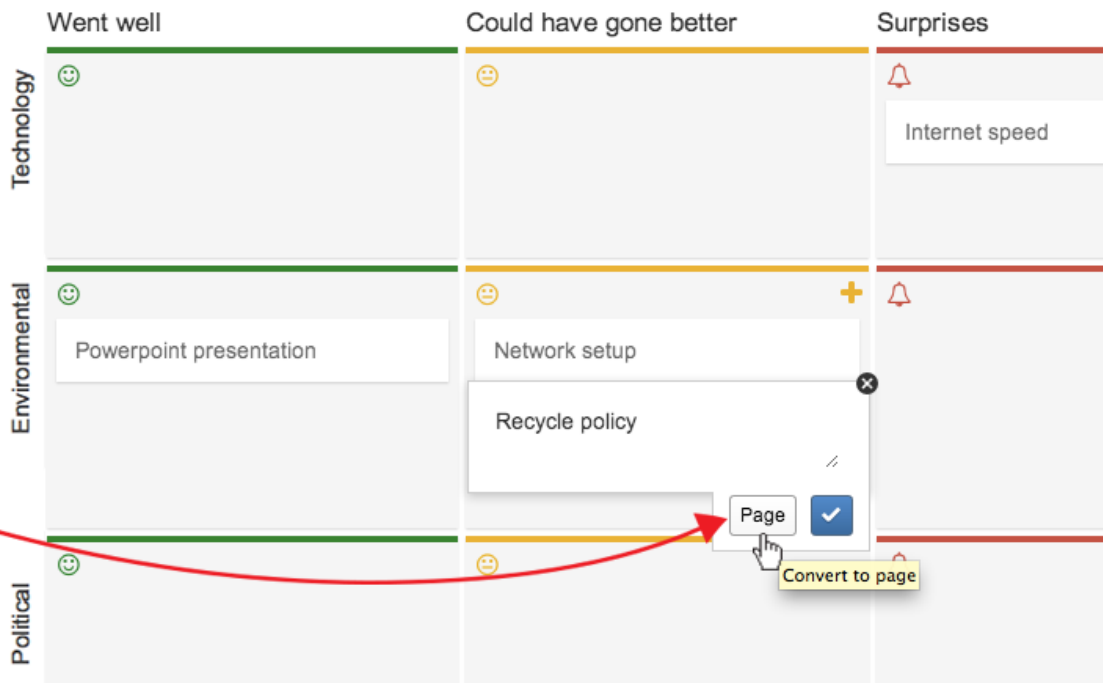 Went well
Could have gone better
Surprises
Technology
Internet speed
Environmental
Powerpoint presentation
Network setup
Recycle policy
Page
Convert to page
Political